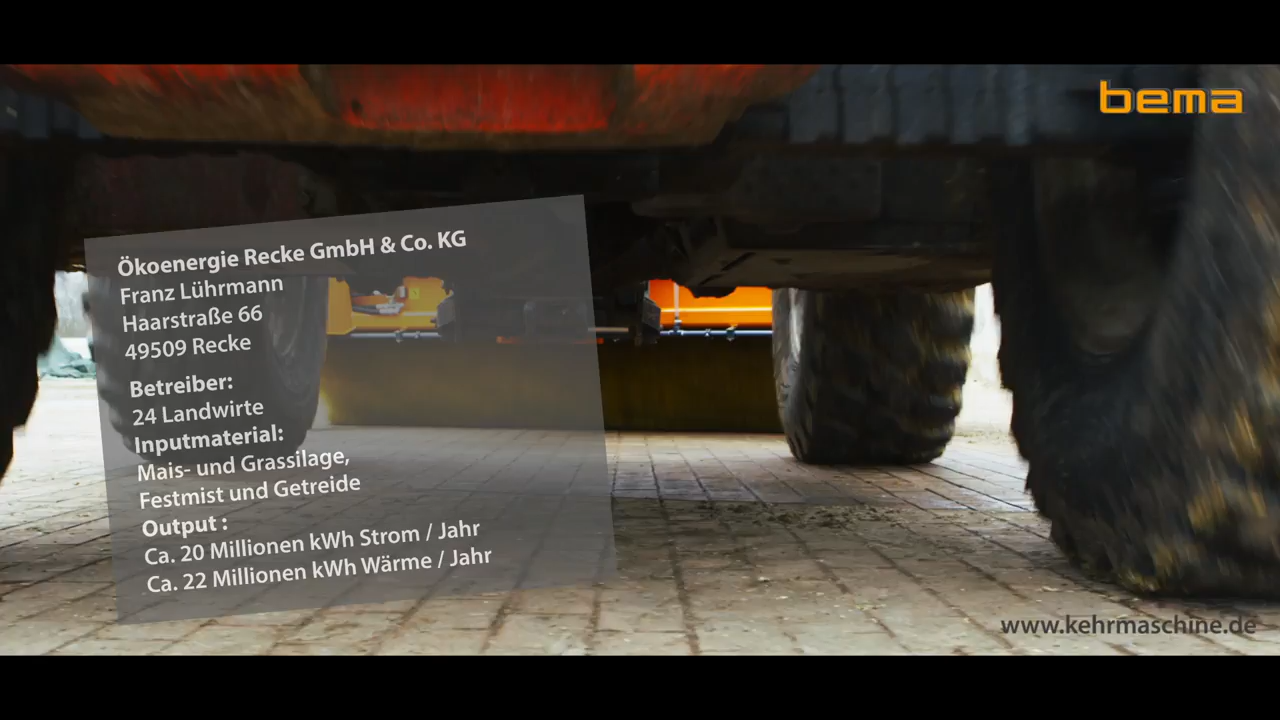 bema
Ökoenergie Recke GmbH & Co. KG
Franz Lührmann
Haarstraße 66
49509 Recke
Betreiber:
24 Landwirte
Inputmaterial:
Mais- und Grassilage,
Festmist und Getreide
Output :
Ca. 20 Millionen kWh Strom / Jahr
Ca. 22 Millionen kWh Wärme / Jahr
www.kehrmaschine.de